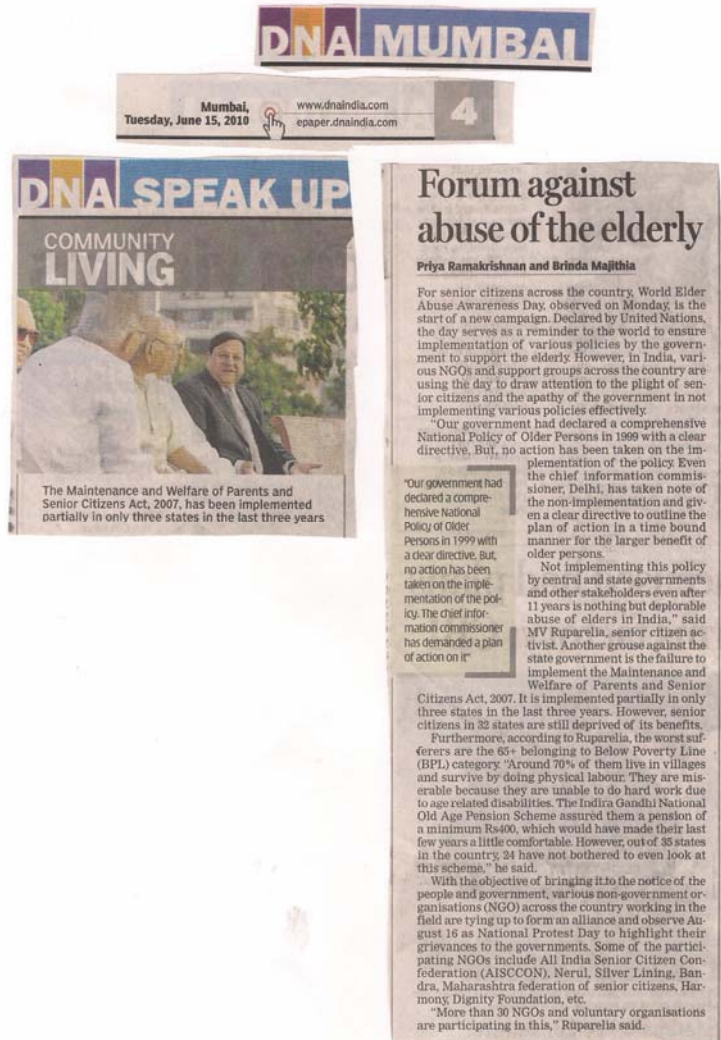 DNA MUMBAI
Mumbai,
Tuesday, June 15, 2010
www.dnaindia.com
epaper.dnaindia.com
4
DNA SPEAK UP
COMMUNITY
LIVING
The Maintenance and Welfare of Parents and
Senior Citizens Act, 2007, has been implemented
partially in only three states in the last three years
Forum against
abuse of the elderly
Priya Ramakrishnan and Brinda Majithia
For senior citizens across the country, World Elder
Abuse Awareness Day, observed on Monday, is the
start of a new campaign. Declared by United Nations,
the day serves as a reminder to the world to ensure
implementation of various policies by the govern-
ment to support the elderly. However, in India, vari-
ous NGOs and support groups across the country are
using the day to draw attention to the plight of sen-
ior citizens and the apathy of the government in not
implementing various policies effectively.
"Our government had declared a comprehensive
National Policy of Older Persons in 1999 with a clear
directive. But, no action has been taken on the im-
plementation of the policy. Even
the chief information commis-
sioner, Delhi, has taken note of
the non-implementation and giv-
en a clear directive to outline the
plan of action in a time bound
manner for the larger benefit of
older persons.
Not implementing this policy
by central and state governments
and other stakeholders even after
11 years is nothing but deplorable
abuse of elders in India," said
MV Ruparelia, senior citizen ac-
tivist. Another grouse against the
state government is the failure to
implement the Maintenance and
Welfare of Parents and Senior
Citizens Act, 2007. It is implemented partially in only
three states in the last three years. However, senior
citizens in 32 states are still deprived of its benefits.
Furthermore, according to Ruparelia, the worst suf-
ferers are the 65+ belonging to Below Poverty Line
(BPL) category. "Around 70% of them live in villages
and survive by doing physical labour. They are mis-
erable because they are unable to do hard work due
to age related disabilities. The Indira Gandhi National
Old Age Pension Scheme assured them a pension of
a minimum Rs400, which would have made their last
few years a little comfortable. However, out of 35 states
in the country, 24 have not bothered to even look at
this scheme," he said.
With the objective of bringing it to the notice of the
people and government, various non-government or-
ganisations (NGO) across the country working in the
field are tying up to form an alliance and observe Au-
gust 16 as National Protest Day to highlight their
grievances to the governments. Some of the partici-
pating NGOs include All India Senior Citizen Con-
federation (AISCCON), Nerul, Silver Lining, Ban-
dra, Maharashtra federation of senior citizens, Har-
mony, Dignity Foundation, etc.
"More than 30 NGOs and voluntary organisations
are participating in this," Ruparelia said.
"Our government had
declared a compre-
hensive National
Policy of Older
Persons in 1999 with
a clear directive. But,
no action has been
taken on the imple-
mentation of the pol-
icy. The chief infor-
mation commissioner
has demanded a plan
of action on it"